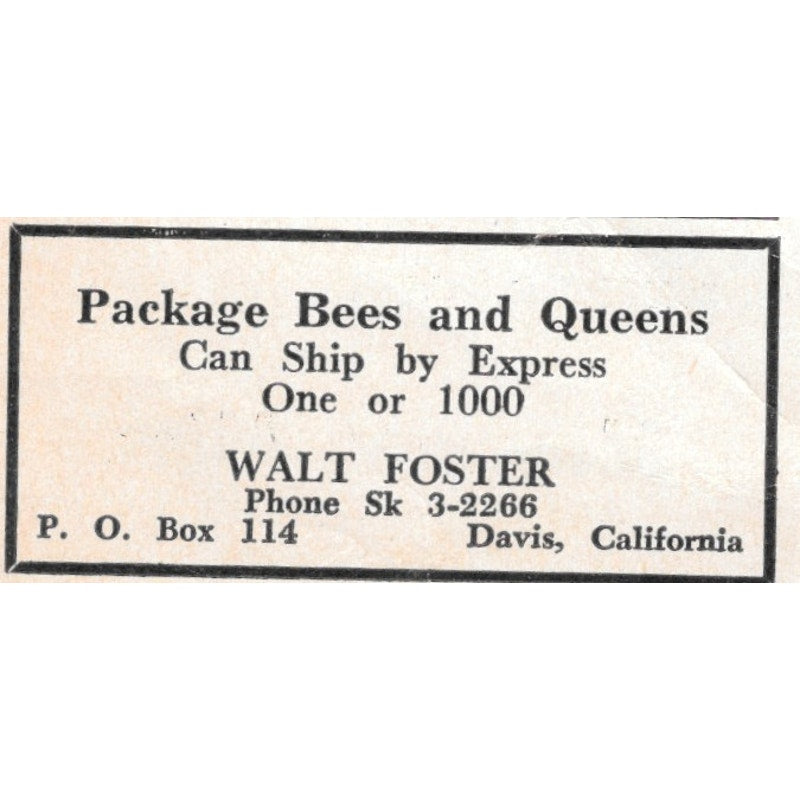 Package Bees and Queens
Can Ship by Express
One or 1000
WALT FOSTER
Phone Sk 3-2266
P. O. Box 114 Davis, California